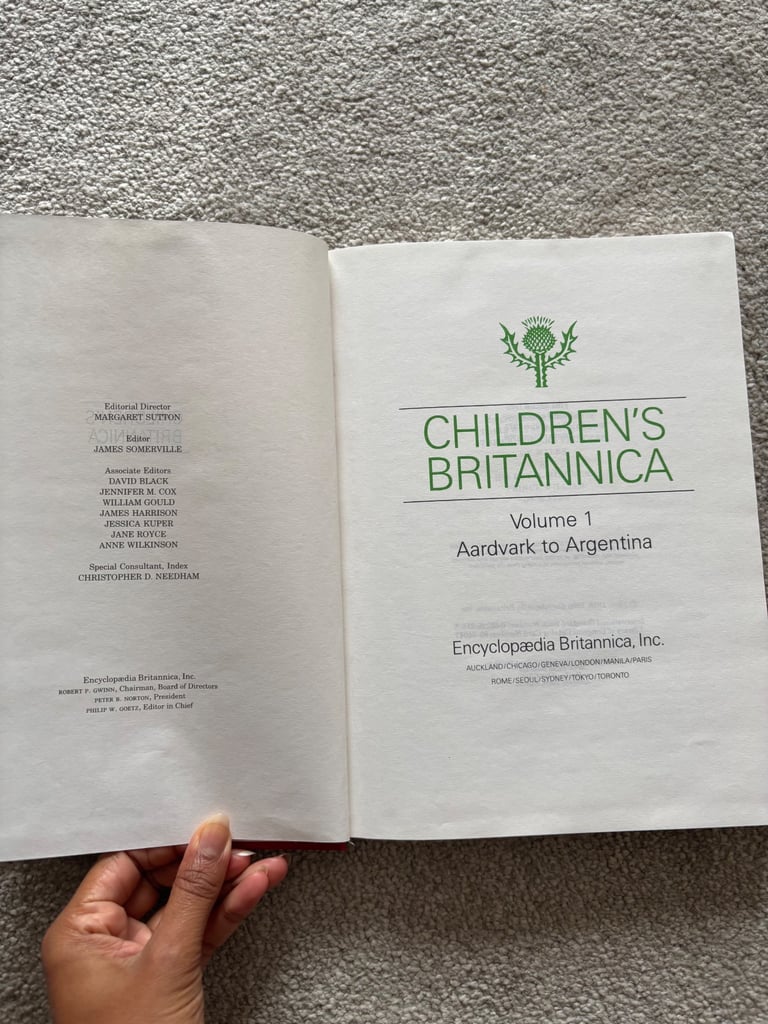 Editorial Director
MARGARET SUTTON
Editor
JAMES SOMERVILLE
Associate Editors
DAVID BLACK
JENNIFER M. COX
WILLIAM GOULD
JAMES HARRISON
JESSICA KUPER
JANE ROYCE
ANNE WILKINSON
Special Consultant, Index
CHRISTOPHER D. NEEDHAM
Encyclopædia Britannica, Inc.
ROBERT P. GWINN, Chairman, Board of Directors
PETER B. NORTON, President
PHILIP W. GOETZ, Editor in Chief
CHILDREN'S
BRITANNICA
Volume 1
Aardvark to Argentina
Encyclopædia Britannica, Inc.
AUCKLAND/CHICAGO/GENEVA/LONDON/MANILA/PARIS
ROME/SEOUL/SYDNEY/TOKYO/TORONTO